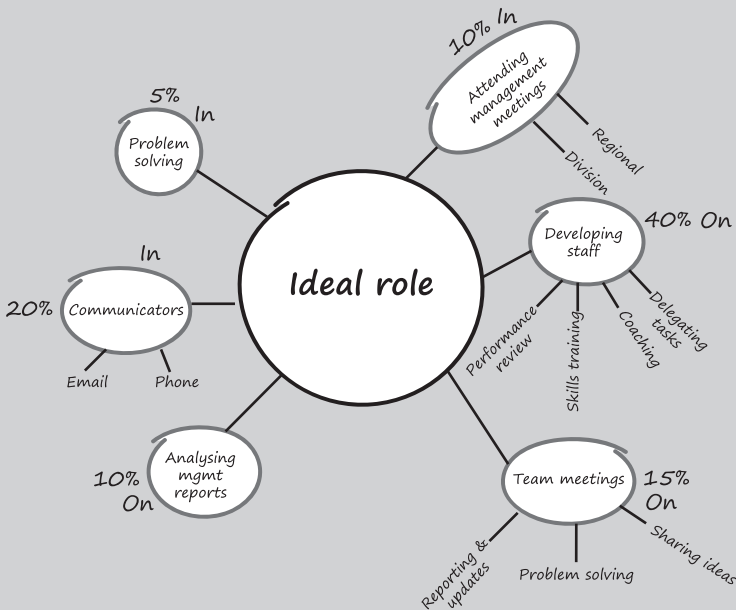 10% In
Attending
management
meetings
Regional
Division
5%
In
Problem
solving
40% On
Developing
staff
Performance
review
Skills training
Coaching
Delegating
tasks
Ideal role
In
20%
Communicators
Email
Phone
Analysing
mgmt
reports
10%
On
Team meetings
15%
On
Reporting &
updates
Problem solving
Sharing ideas